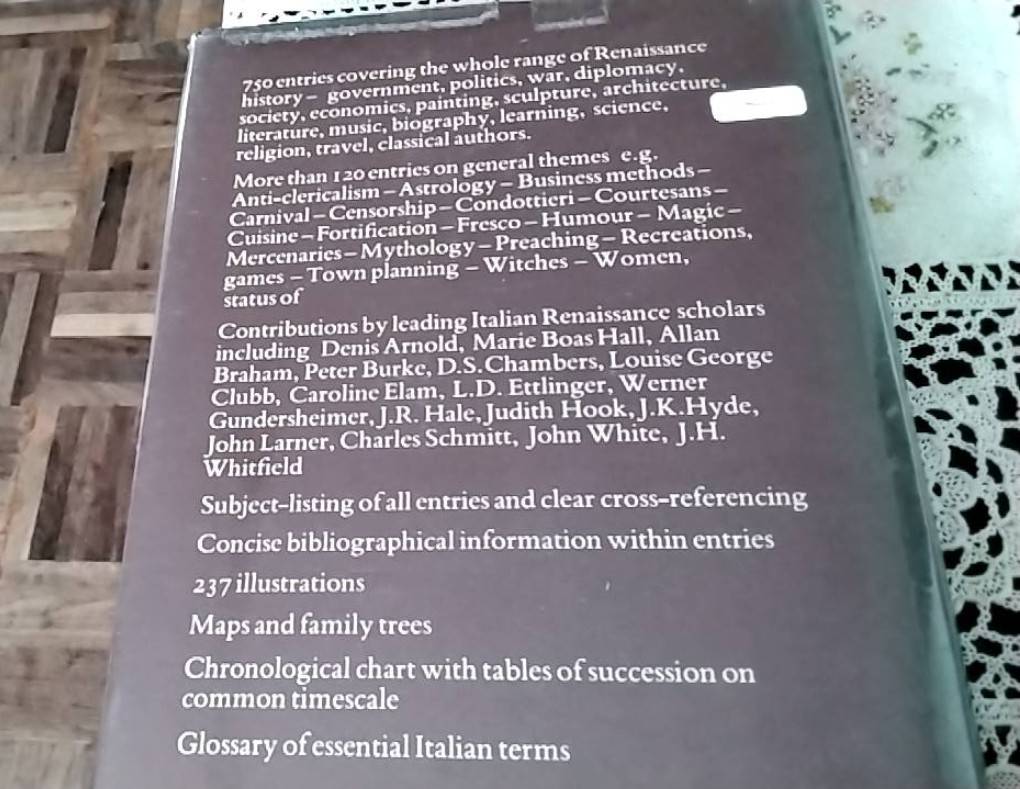 750 entries covering the whole range of Renaissance
history – government, politics, war, diplomacy,
society, economics, painting, sculpture, architecture,
literature, music, biography, learning, science,
religion, travel, classical authors.
More than 120 entries on general themes e.g.
Anti-clericalism – Astrology – Business methods –
Carnival – Censorship – Condottieri – Courtesans –
Cuisine – Fortification – Fresco – Humour – Magic –
Mercenaries – Mythology – Preaching – Recreations,
games – Town planning – Witches – Women,
status of
Contributions by leading Italian Renaissance scholars
including Denis Arnold, Marie Boas Hall, Allan
Braham, Peter Burke, D.S. Chambers, Louise George
Clubb, Caroline Elam, L.D. Ettlinger, Werner
Gundersheimer, J.R. Hale, Judith Hook, J.K. Hyde,
John Larner, Charles Schmitt, John White, J.H.
Whitfield
Subject-listing of all entries and clear cross-referencing
Concise bibliographical information within entries
237 illustrations
Maps and family trees
Chronological chart with tables of succession on
common timescale
Glossary of essential Italian terms